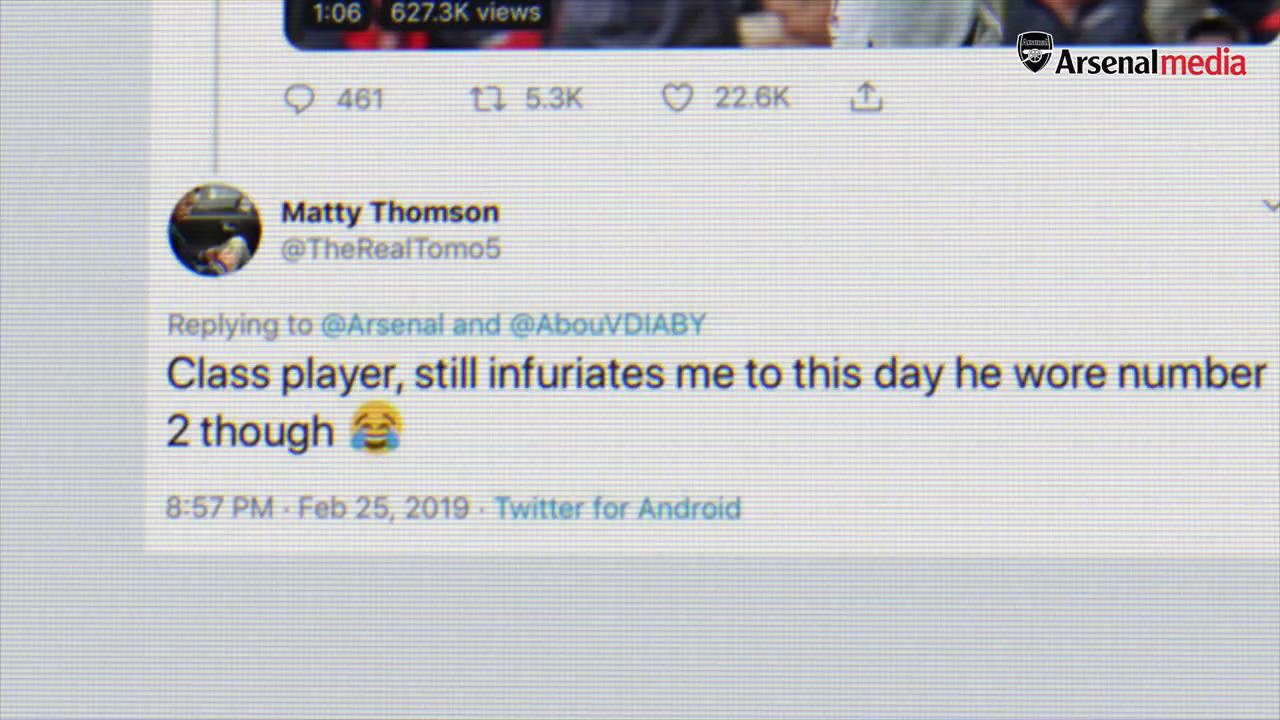 1:06 627.3K views
Arsenal
Arsenalmedia
461 5.3K 22.6K
Matty Thomson
@TheRealTomo5
Replying to @Arsenal and @AbouVDIABY
Class player, still infuriates me to this day he wore number
2 though 😂
8:57 PM · Feb 25, 2019 · Twitter for Android